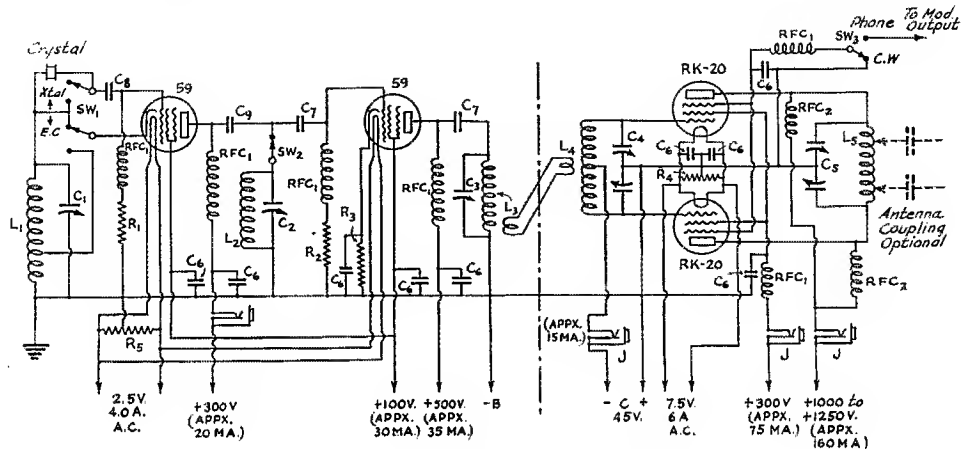 Crystal
Xtal
E.C
SW1
C8
59
RFC1
R1
L1
C1
C6
R5
RFC1
C9
SW2
L2
C2
C6
C7
59
RFC1
R2
R3
C6
C6
RFC1
C7
C3
L3
C6
L4
C4
RK-20
C6
C6
R4
RK-20
RFC1
SW3
Phone
To Mod.
Output
C.W
C6
RFC2
C5
L5
Antenna
Coupling
Optional
C6
RFC1
RFC2
(APPX.
15MA.)
J
J
J
2.5V.
4.0 A.
A.C.
+300V
(APPX.
20 MA.)
+100V.
(APPX.
30MA.)
+500V.
(APPX.
35 MA.)
-B
- C +
45V.
7.5V.
6 A
A.C.
+300V
(APPX.
75 MA.)
+1000 to
+1250V.
(APPX.
160 MA)